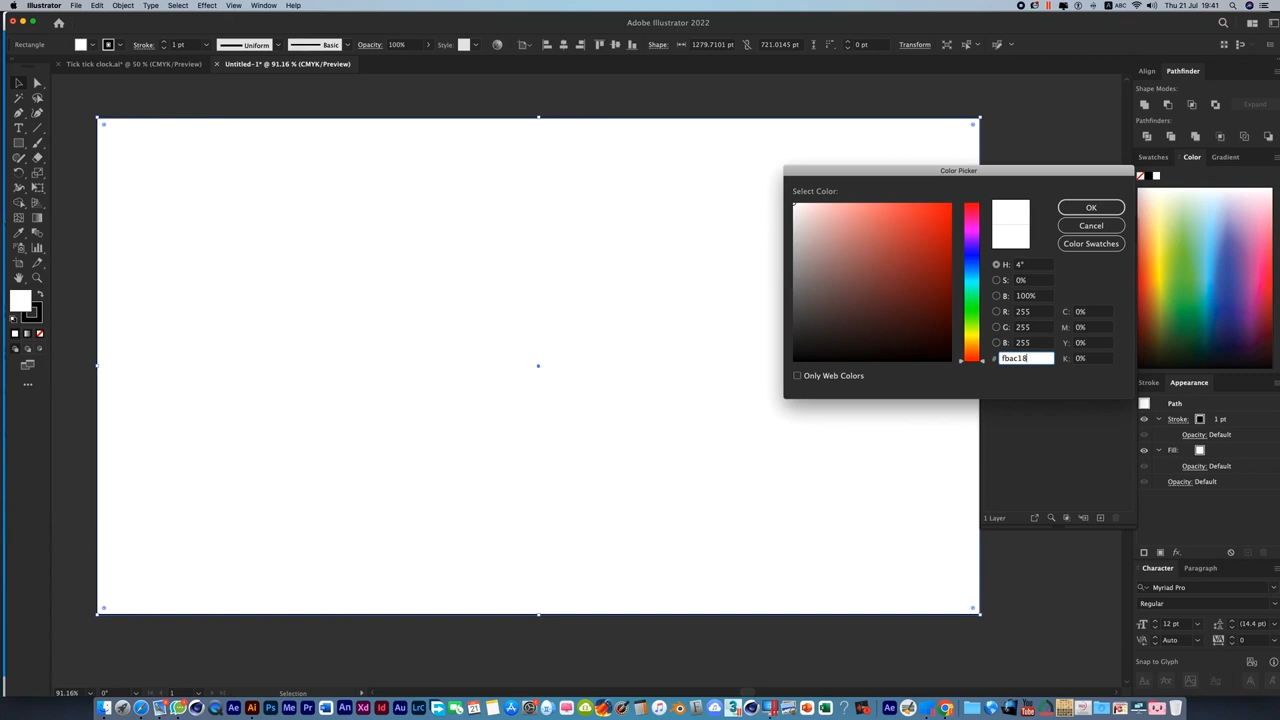 Illustrator File Edit Object Type Select Effect View Window Help ABC Thu 21 Jul 19:41
Adobe Illustrator 2022
Rectangle Stroke: 1 pt Uniform Basic Opacity: 100% Style: Shape: 1279.7101 pt 721.0145 pt 0 pt Transform
× Tick tick clock.ai* @ 50 % (CMYK/Preview) × Untitled-1* @ 91.16 % (CMYK/Preview)
Align Pathfinder
Shape Modes:
Expand
Pathfinders:
Swatches Color Gradient
Color Picker
Select Color:
OK
Cancel
Color Swatches
H: 4°
S: 0%
B: 100%
R: 255 C: 0%
G: 255 M: 0%
B: 255 Y: 0%
# fbac18 K: 0%
Only Web Colors
Stroke Appearance
Path
Stroke: 1 pt
Opacity: Default
Fill:
Opacity: Default
Opacity: Default
1 Layer
fx
Character Paragraph
Myriad Pro
Regular
12 pt (14.4 pt)
Auto 0
Snap to Glyph
91.16% 0° 1 Selection